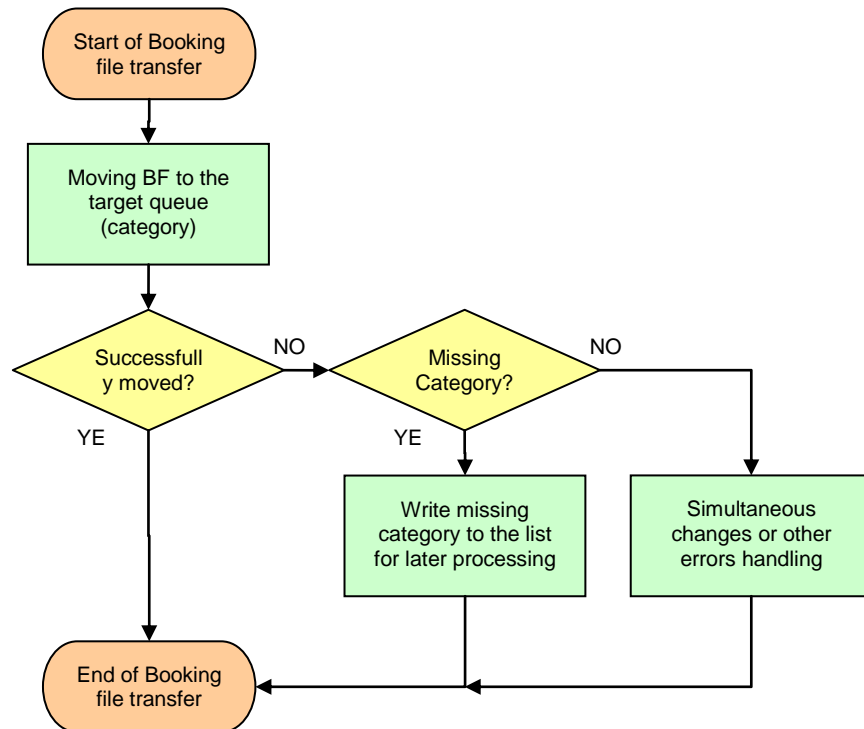 Start of Booking
file transfer
Moving BF to the
target queue
(category)
Successfull
y moved?
NO
YE
Missing
Category?
NO
YE
Write missing
category to the list
for later processing
Simultaneous
changes or other
errors handling
End of Booking
file transfer